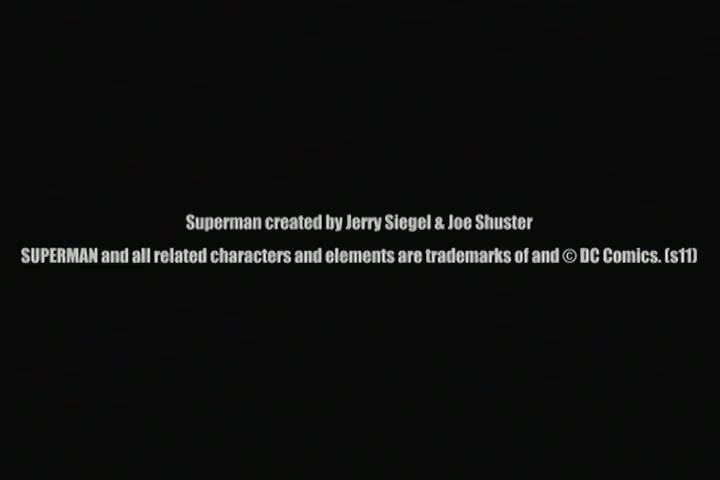 Superman created by Jerry Siegel & Joe Shuster
SUPERMAN and all related characters and elements are trademarks of and © DC Comics. (s11)